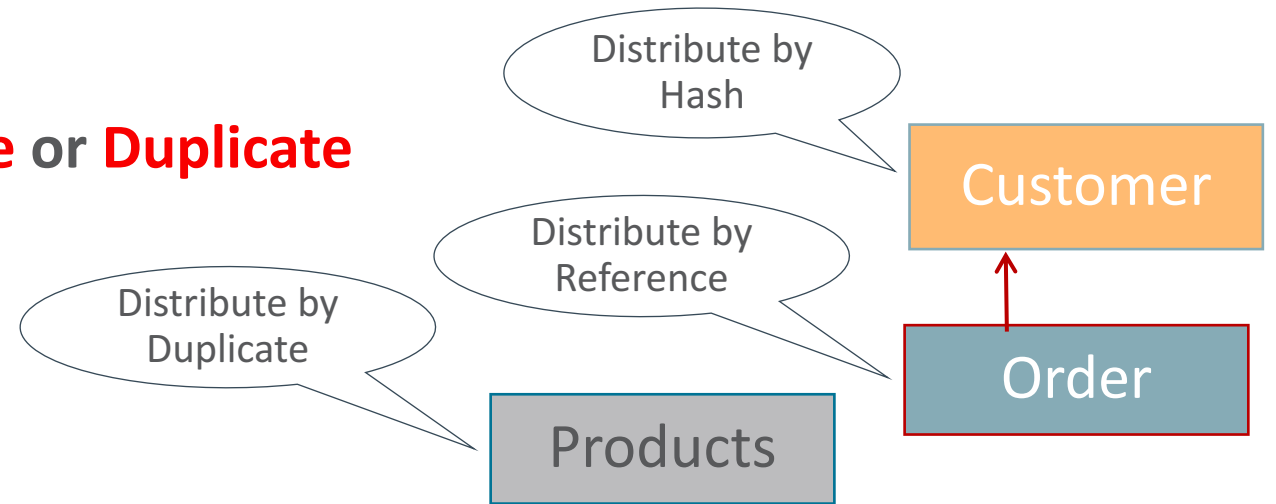 Distribute by
Hash
e or Duplicate
Customer
Distribute by
Reference
Distribute by
Duplicate
Order
Products